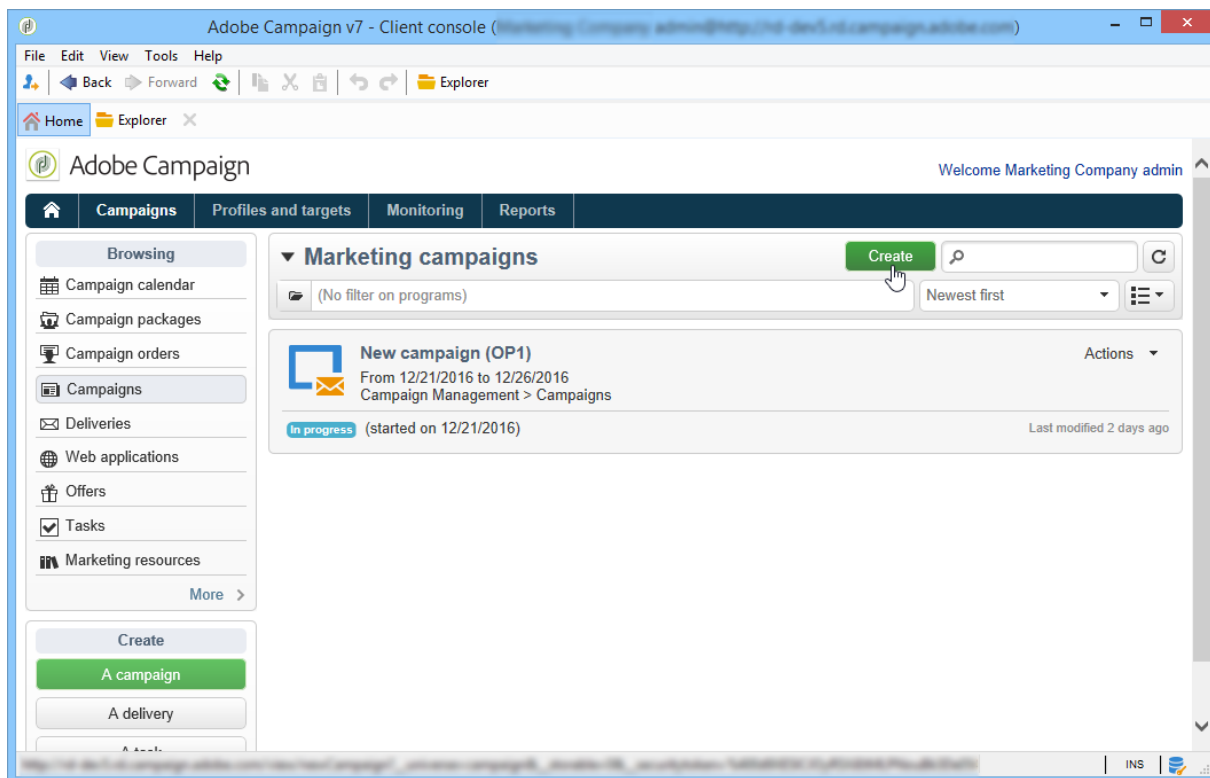 Adobe Campaign v7 - Client console ( )
File Edit View Tools Help
Back Forward Explorer
Home Explorer
Adobe Campaign
Welcome Marketing Company admin
Campaigns Profiles and targets Monitoring Reports
Browsing
Campaign calendar
Campaign packages
Campaign orders
Campaigns
Deliveries
Web applications
Offers
Tasks
Marketing resources
More >
Create
A campaign
A delivery
Marketing campaigns
Create
(No filter on programs)
Newest first
New campaign (OP1)
Actions
From 12/21/2016 to 12/26/2016
Campaign Management > Campaigns
In progress (started on 12/21/2016)
Last modified 2 days ago
INS